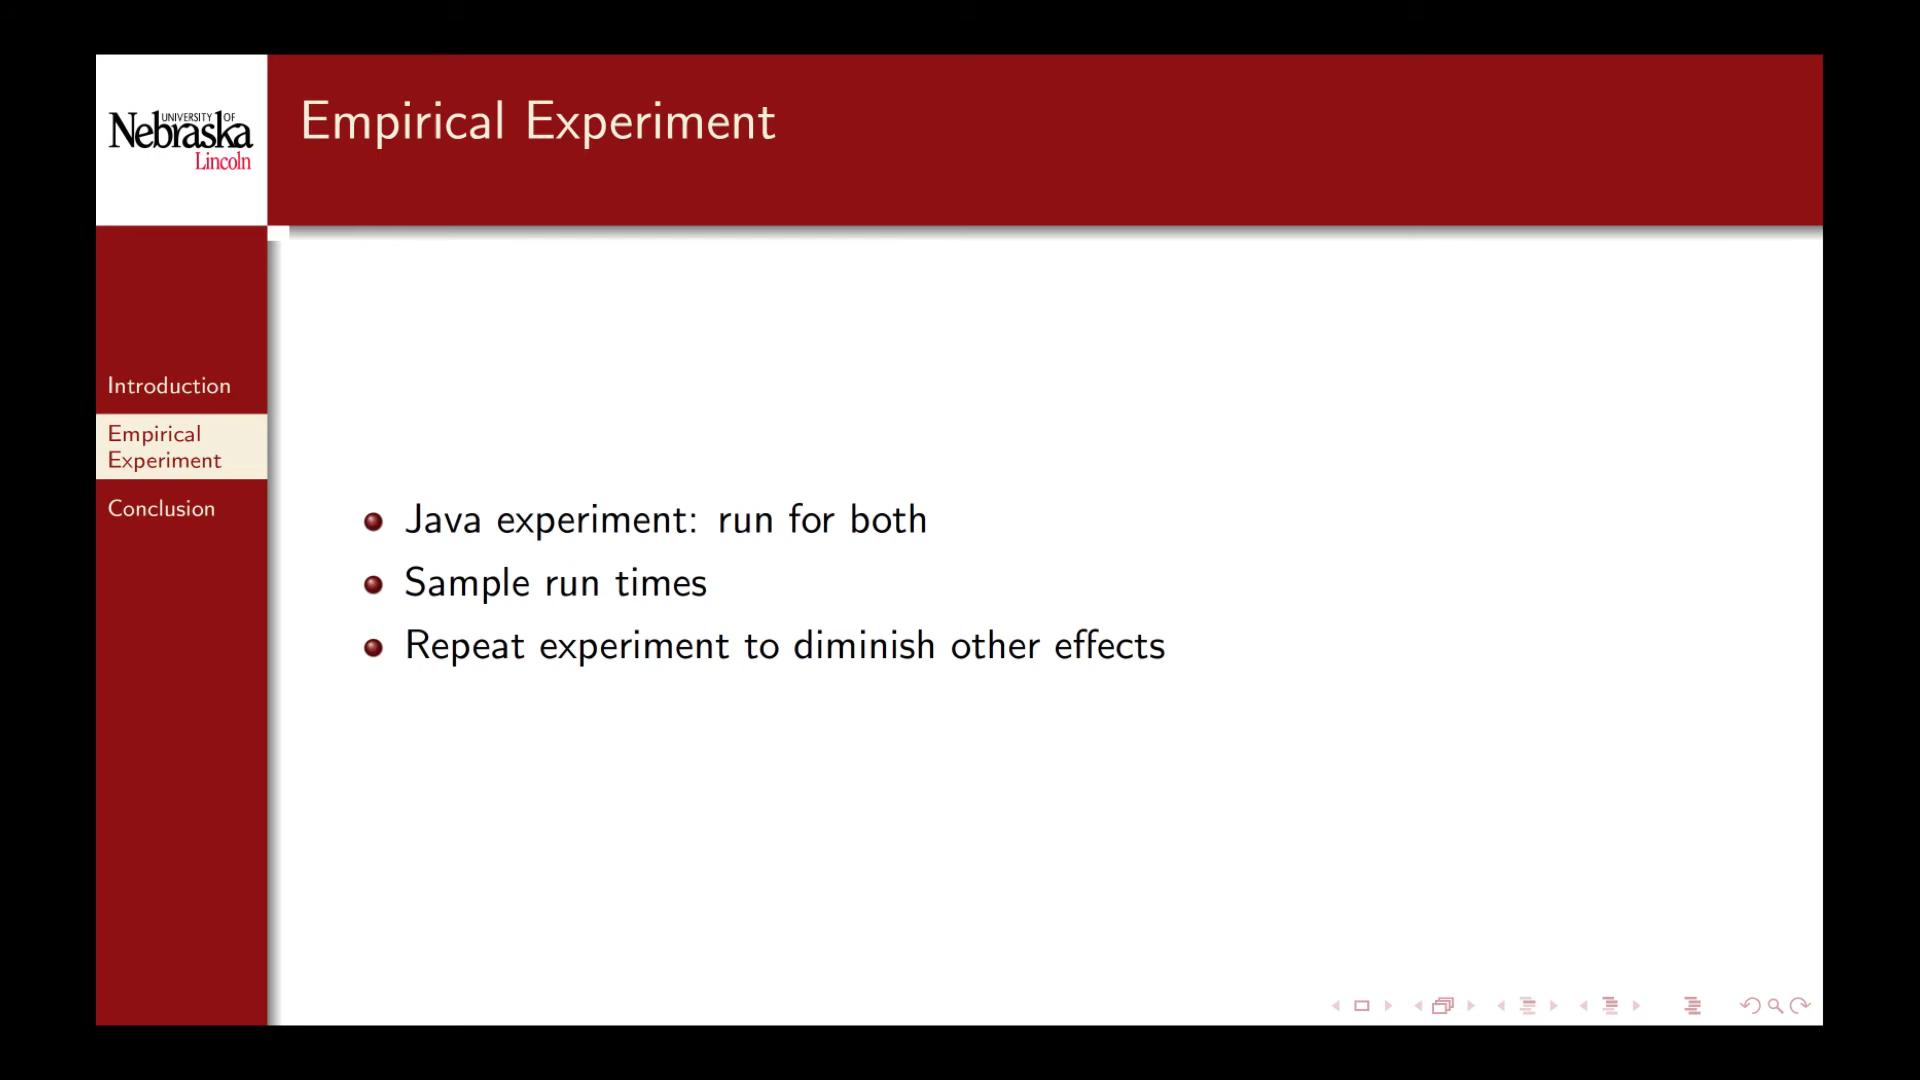 UNIVERSITY OF
Nebraska
Lincoln
Empirical Experiment
Introduction
Empirical
Experiment
Conclusion
Java experiment: run for both
Sample run times
Repeat experiment to diminish other effects